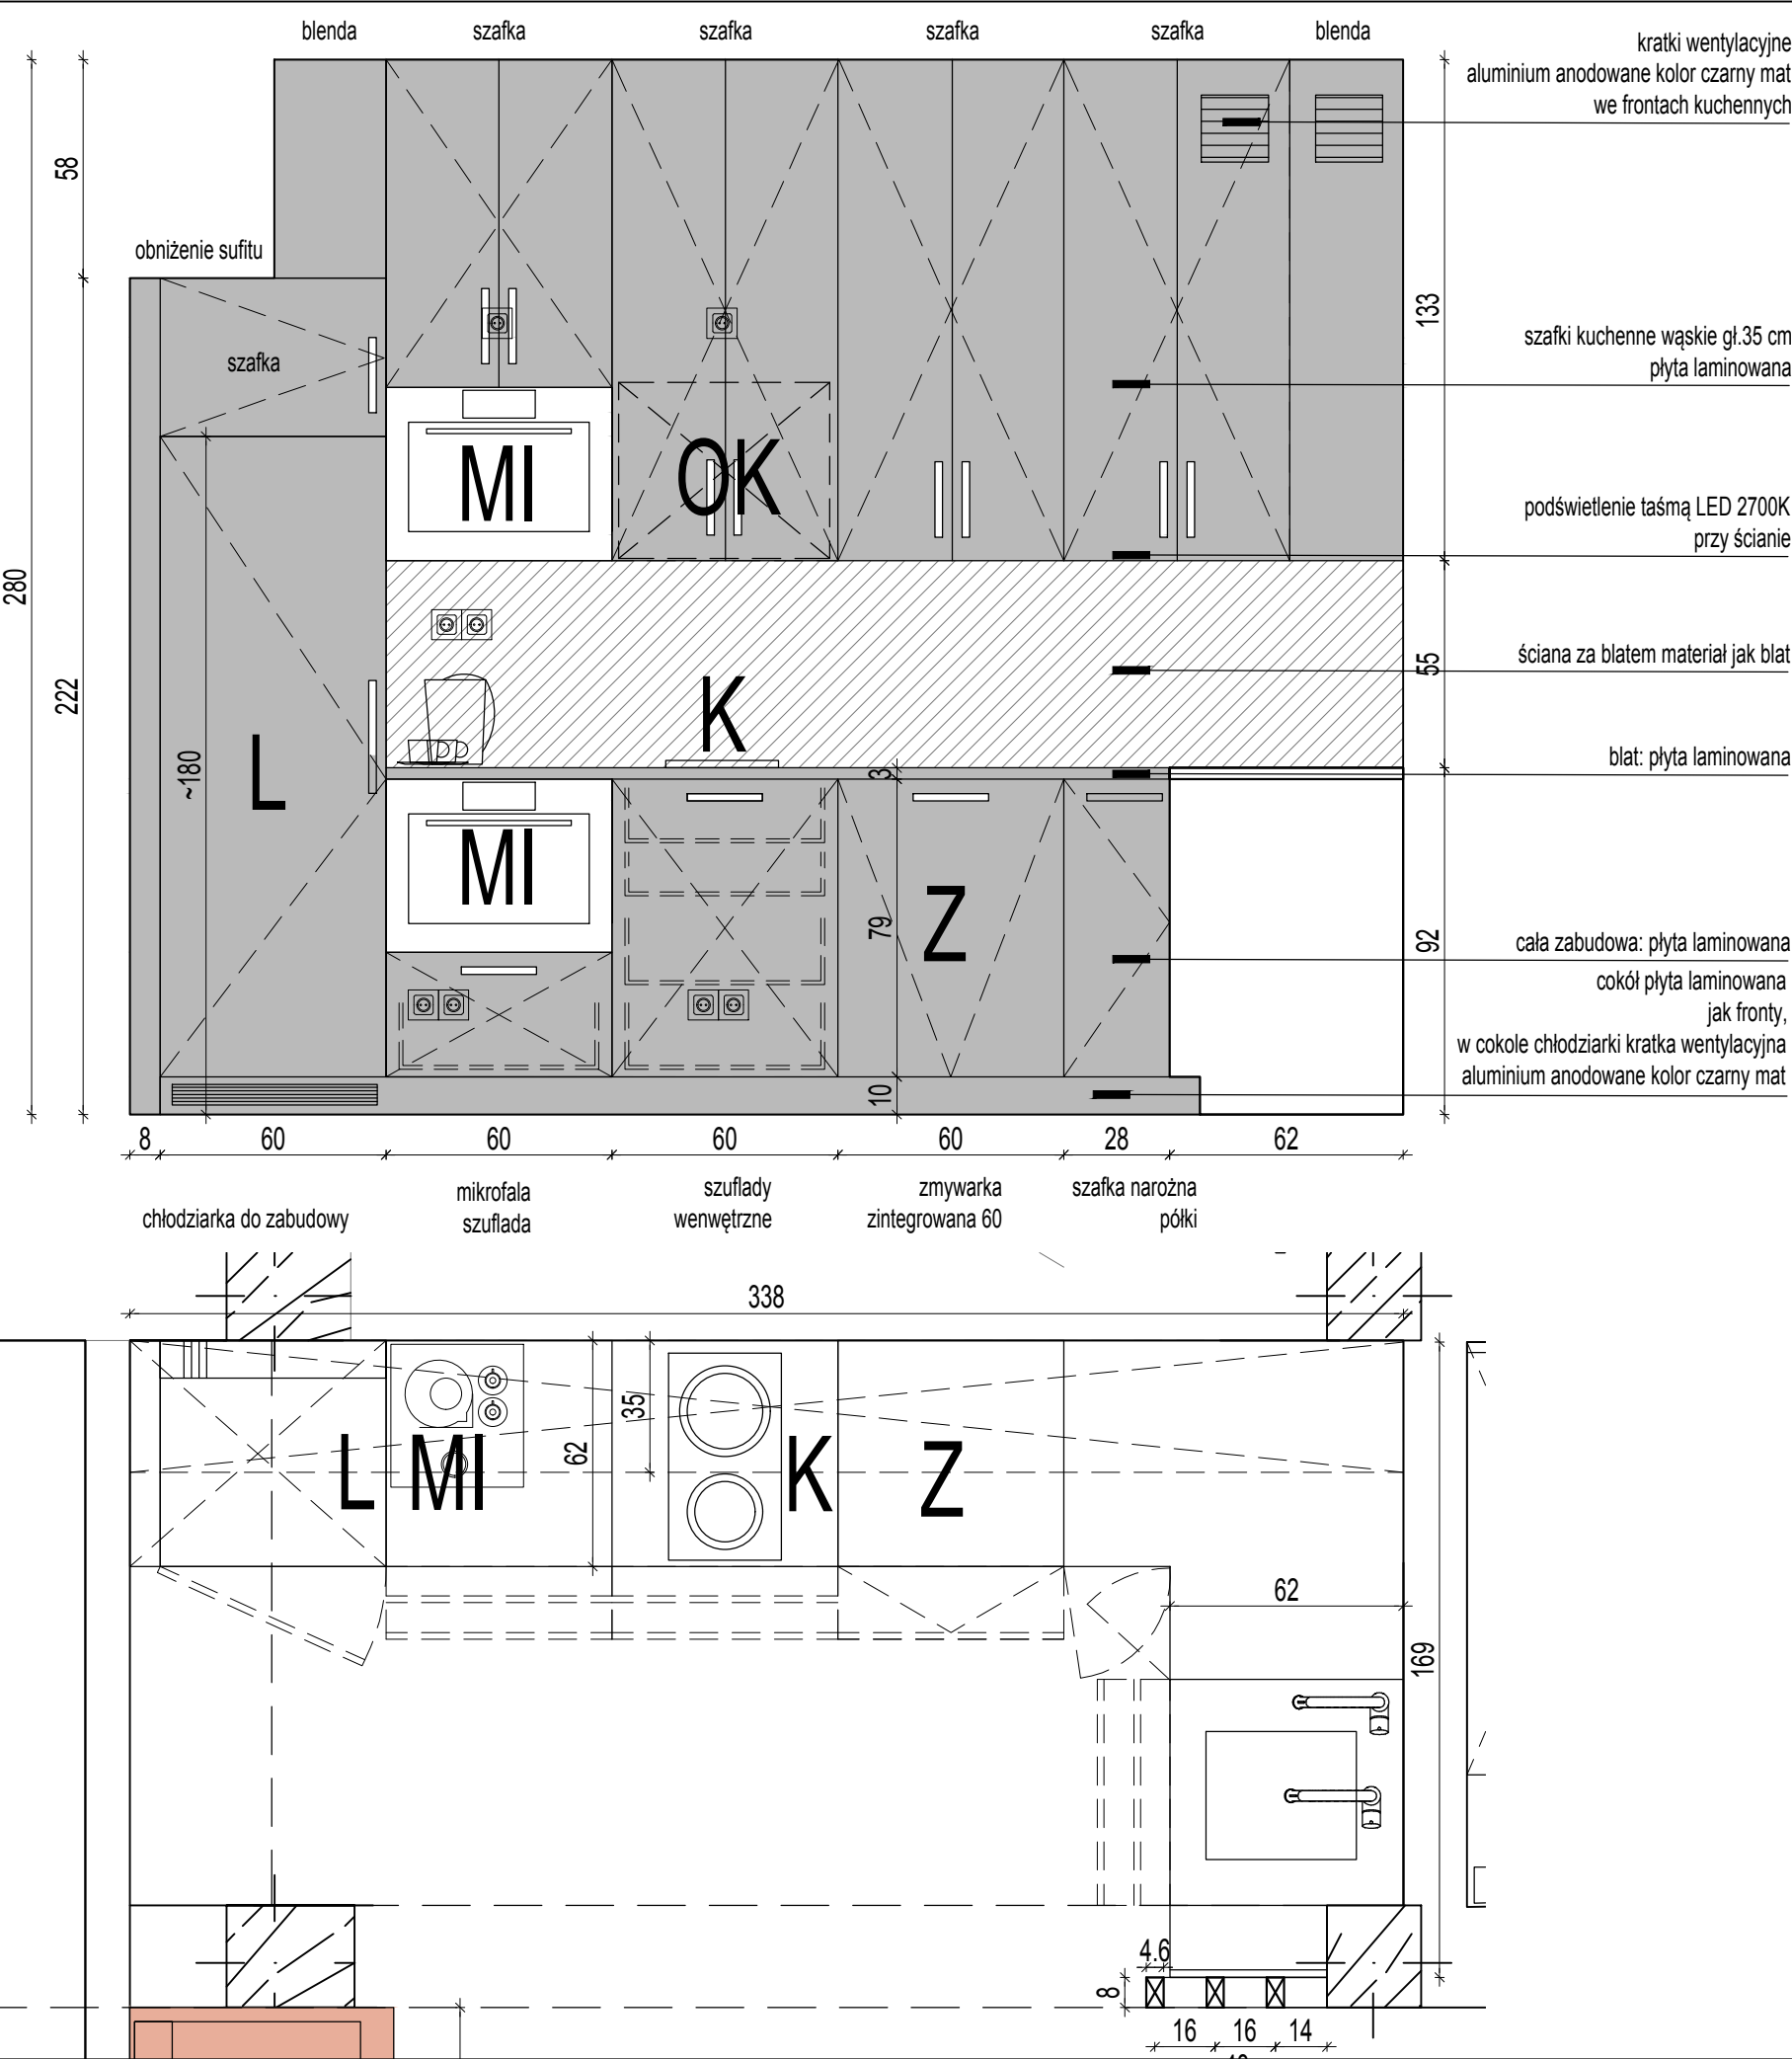 blenda szafka szafka szafka szafka blenda
kratki wentylacyjne
aluminium anodowane kolor czarny mat
we frontach kuchennych
58
obniżenie sufitu
133
szafki kuchenne wąskie gł.35 cm
płyta laminowana
szafka
MI OK
podświetlenie taśmą LED 2700K
przy ścianie
280
222
55
ściana za blatem materiał jak blat
K
L
~180
3
blat: płyta laminowana
MI
Z
79
92
cała zabudowa: płyta laminowana
cokół płyta laminowana
jak fronty,
w cokole chłodziarki kratka wentylacyjna
aluminium anodowane kolor czarny mat
10
8 60 60 60 60 28 62
chłodziarka do zabudowy
mikrofala
szuflada
szuflady
wenwętrzne
zmywarka
zintegrowana 60
szafka narożna
półki
338
35
62
L MI K Z
62
169
4.6
8
16 16 14